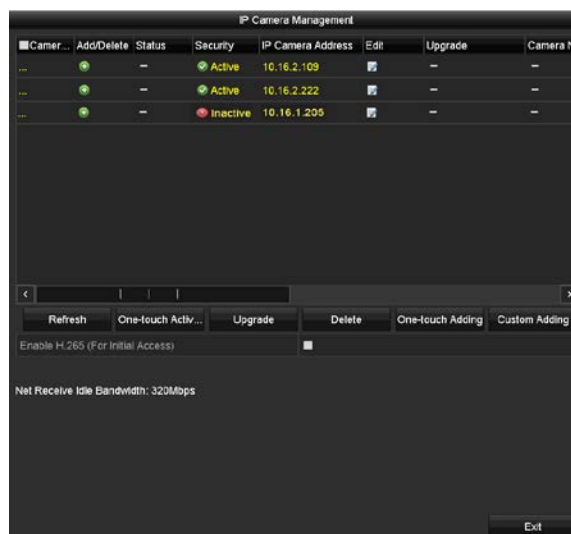 IP Camera Management
Camer... Add/Delete Status Security IP Camera Address Edit Upgrade Camera N
... – Active 10.16.2.109 – –
... – Active 10.16.2.222 – –
... – Inactive 10.16.1.205 – –
Refresh One-touch Activ... Upgrade Delete One-touch Adding Custom Adding
Enable H.265 (For Initial Access)
Net Receive Idle Bandwidth: 320Mbps
Exit